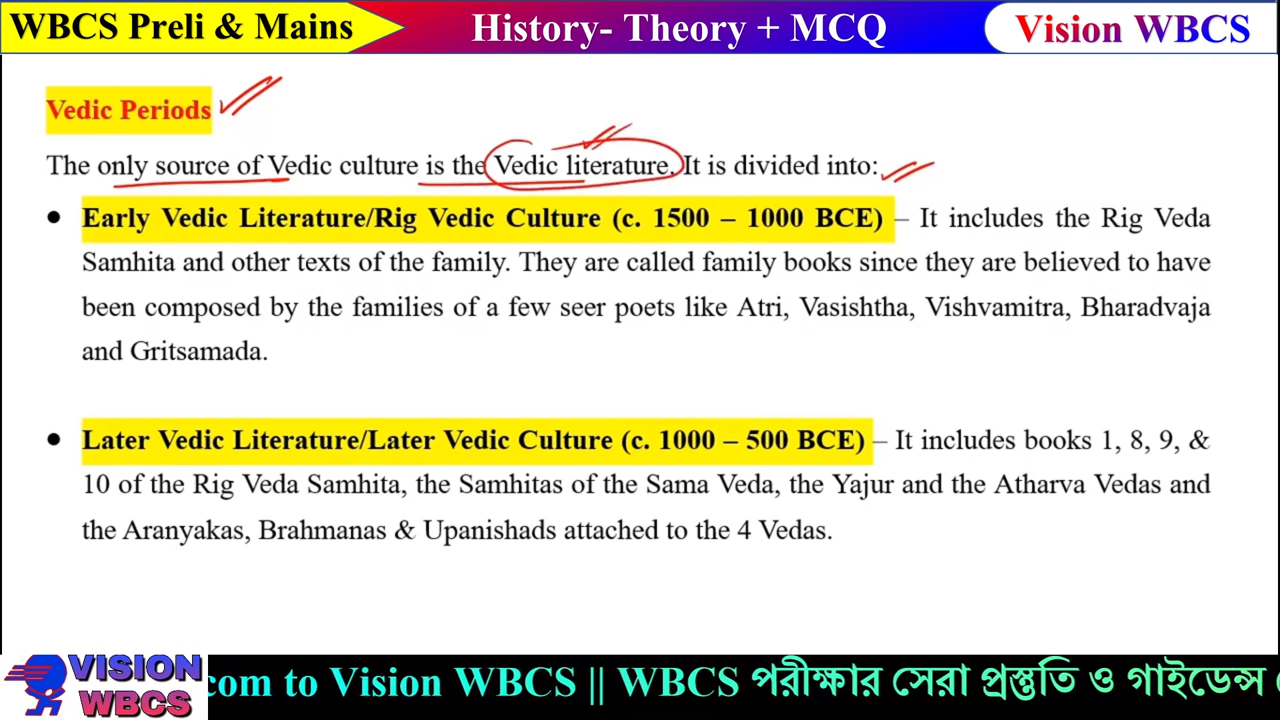 WBCS Preli & Mains
History- Theory + MCQ
Vision WBCS
Vedic Periods
The only source of Vedic culture is the Vedic literature. It is divided into:
• Early Vedic Literature/Rig Vedic Culture (c. 1500 – 1000 BCE) – It includes the Rig Veda
Samhita and other texts of the family. They are called family books since they are believed to have
been composed by the families of a few seer poets like Atri, Vasishtha, Vishvamitra, Bharadvaja
and Gritsamada.
• Later Vedic Literature/Later Vedic Culture (c. 1000 – 500 BCE) – It includes books 1, 8, 9, &
10 of the Rig Veda Samhita, the Samhitas of the Sama Veda, the Yajur and the Atharva Vedas and
the Aranyakas, Brahmanas & Upanishads attached to the 4 Vedas.
VISION
WBCS
com to Vision WBCS || WBCS পরীক্ষার সেরা প্রস্তুতি ও গাইডেন্স (